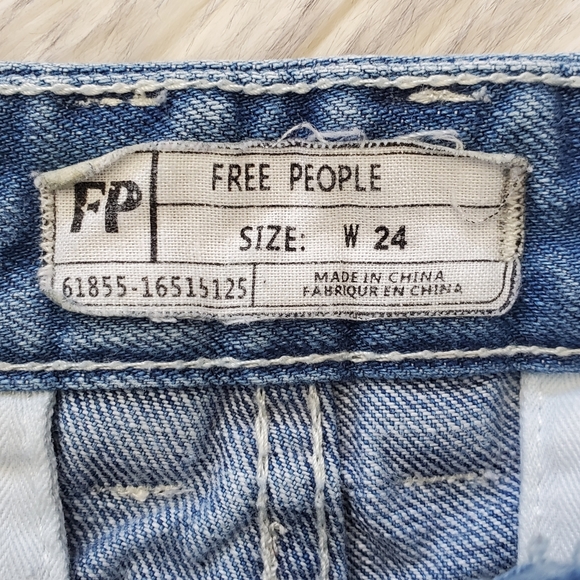 FP
FREE PEOPLE
SIZE: W 24
61855-16515125
MADE IN CHINA
FABRIQUR EN CHINA